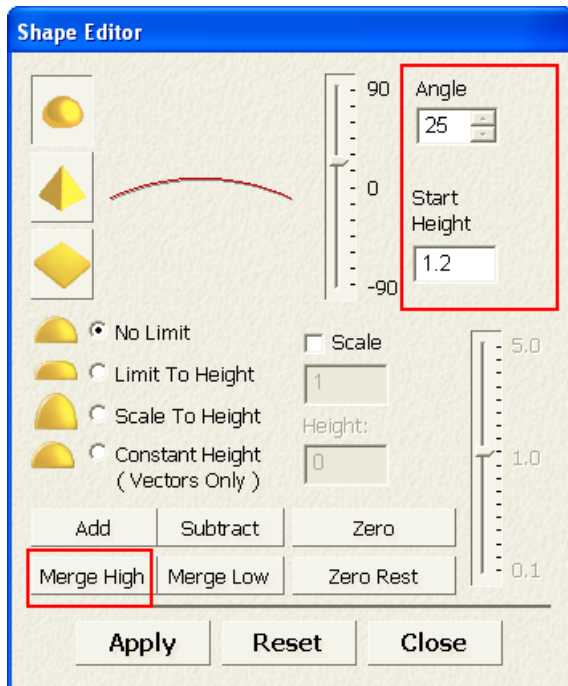 Shape Editor
90
Angle
25
0
Start
Height
1.2
-90
No Limit
Limit To Height
Scale To Height
Constant Height
( Vectors Only )
Scale
1
Height:
0
5.0
1.0
0.1
Add Subtract Zero
Merge High Merge Low Zero Rest
Apply Reset Close